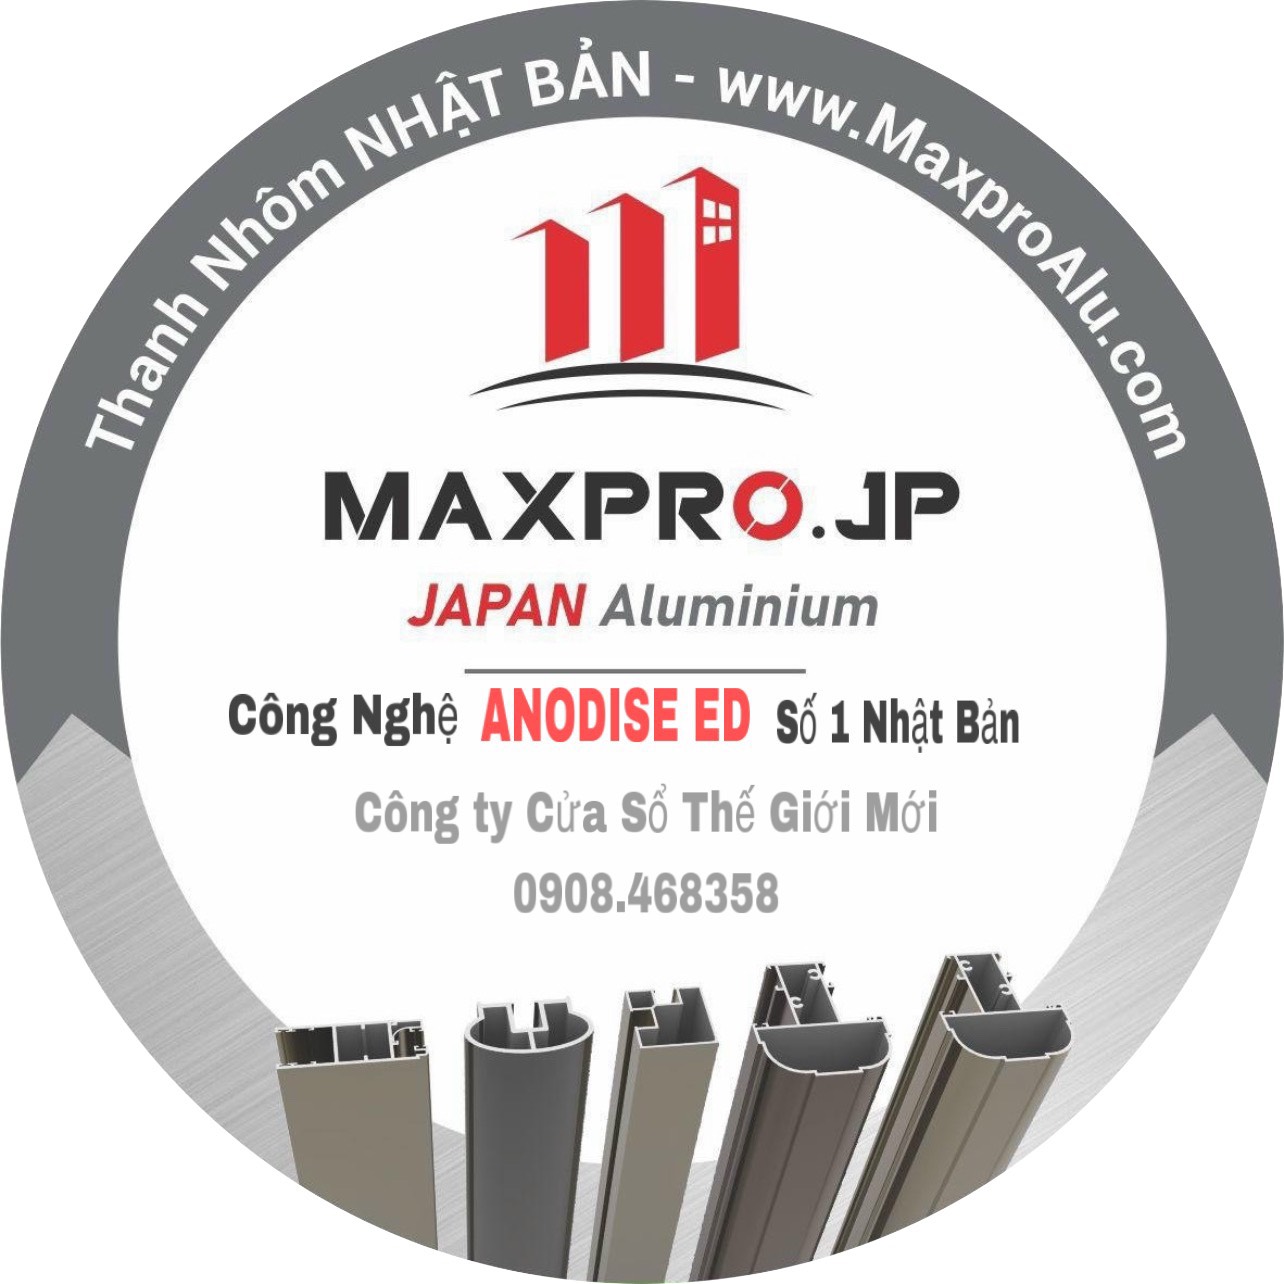 Thanh Nhôm NHẬT BẢN - www.MaxproAlu.com
MAXPRO.JP
JAPAN Aluminium
Công Nghệ ANODISE ED Số 1 Nhật Bản
Công ty Cửa Sổ Thế Giới Mới
0908.468358